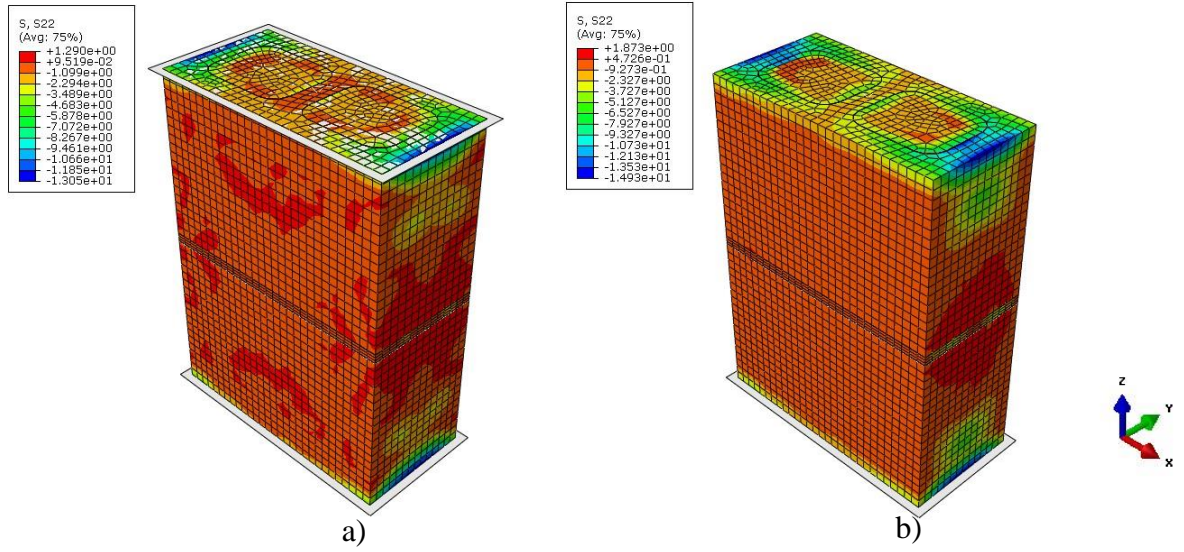 S, S22
(Avg: 75%)
+1.290e+00
+9.519e-02
-1.099e+00
-2.294e+00
-3.489e+00
-4.683e+00
-5.878e+00
-7.072e+00
-8.267e+00
-9.461e+00
-1.066e+01
-1.185e+01
-1.305e+01
a)
S, S22
(Avg: 75%)
+1.873e+00
+4.726e-01
-9.273e-01
-2.327e+00
-3.727e+00
-5.127e+00
-6.527e+00
-7.927e+00
-9.327e+00
-1.073e+01
-1.213e+01
-1.353e+01
-1.493e+01
b)
Z
Y
X